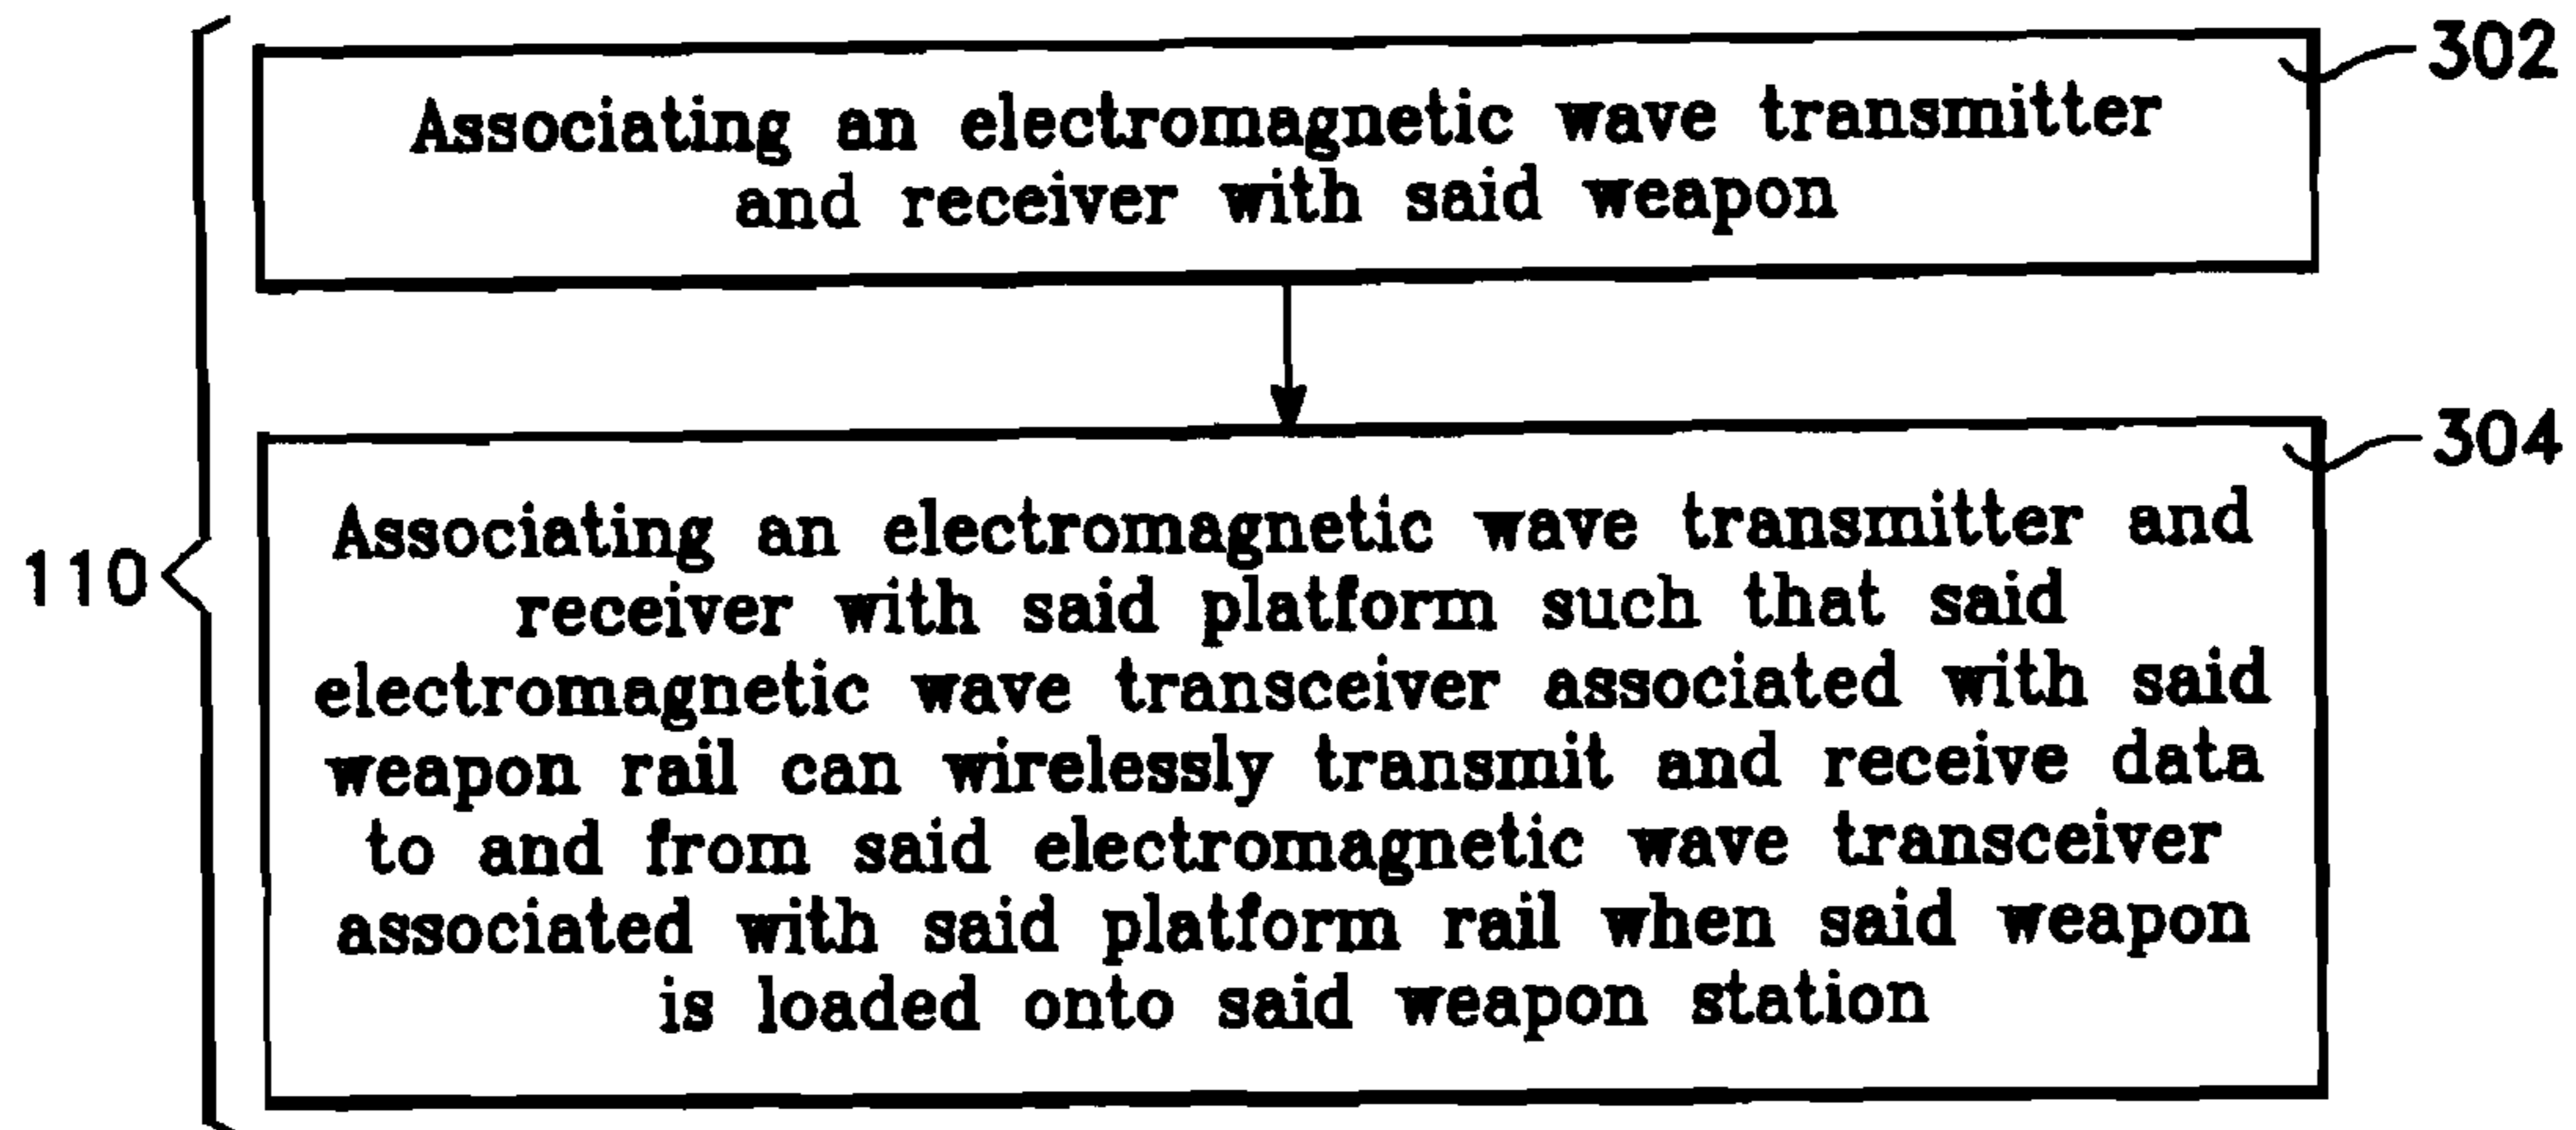 302
Associating an electromagnetic wave transmitter
and receiver with said weapon
304
Associating an electromagnetic wave transmitter and
receiver with said platform such that said
electromagnetic wave transceiver associated with said
weapon rail can wirelessly transmit and receive data
to and from said electromagnetic wave transceiver
associated with said platform rail when said weapon
is loaded onto said weapon station
110